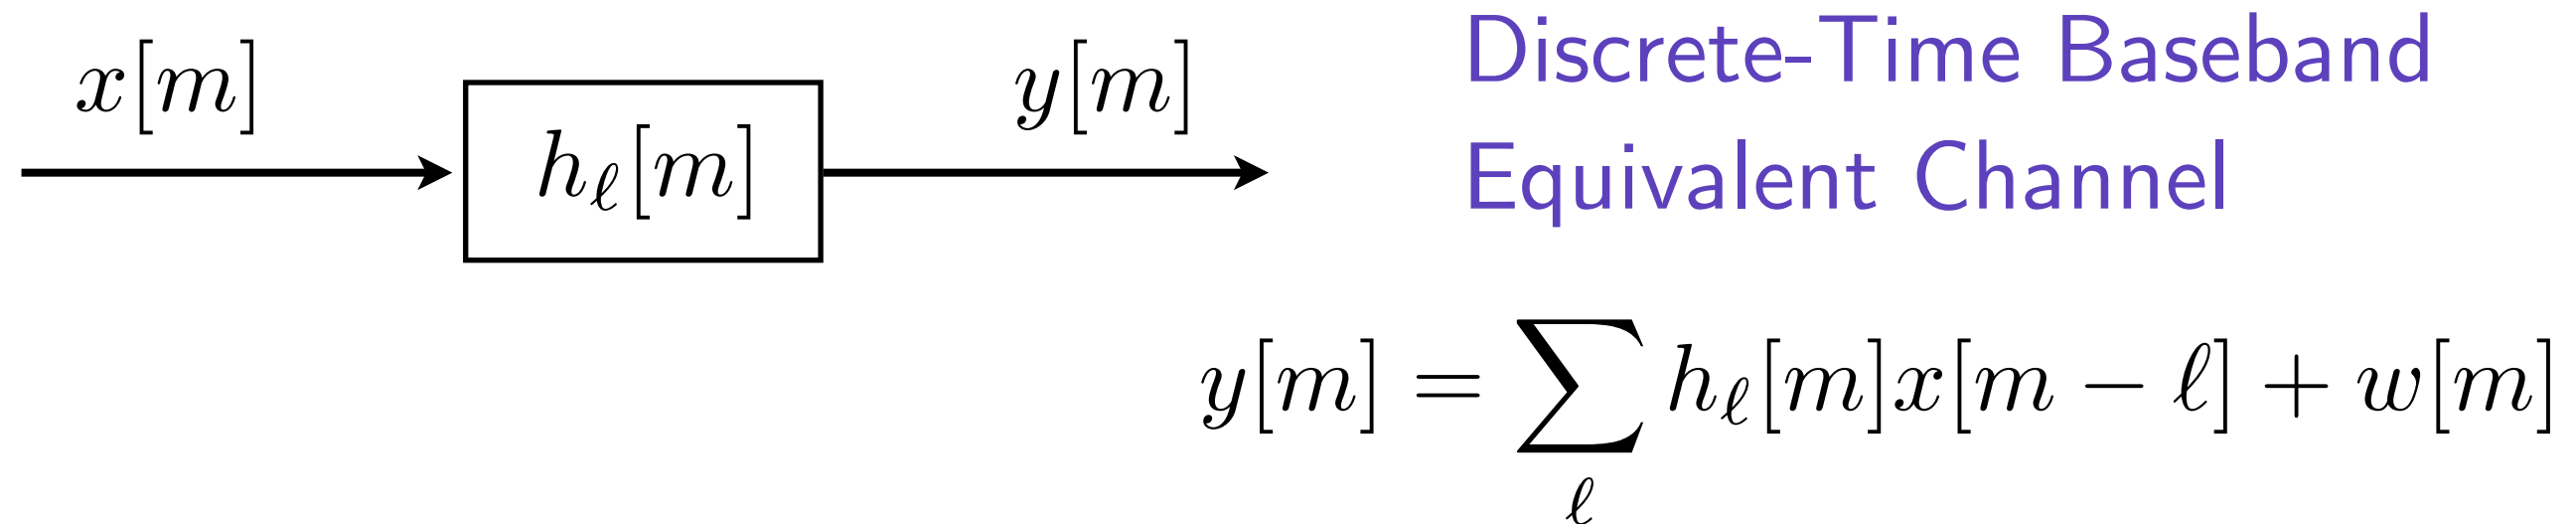 x[m]
h_ℓ[m]
y[m]
Discrete-Time Baseband
Equivalent Channel
y[m] = ∑_ℓ h_ℓ[m]x[m − ℓ] + w[m]